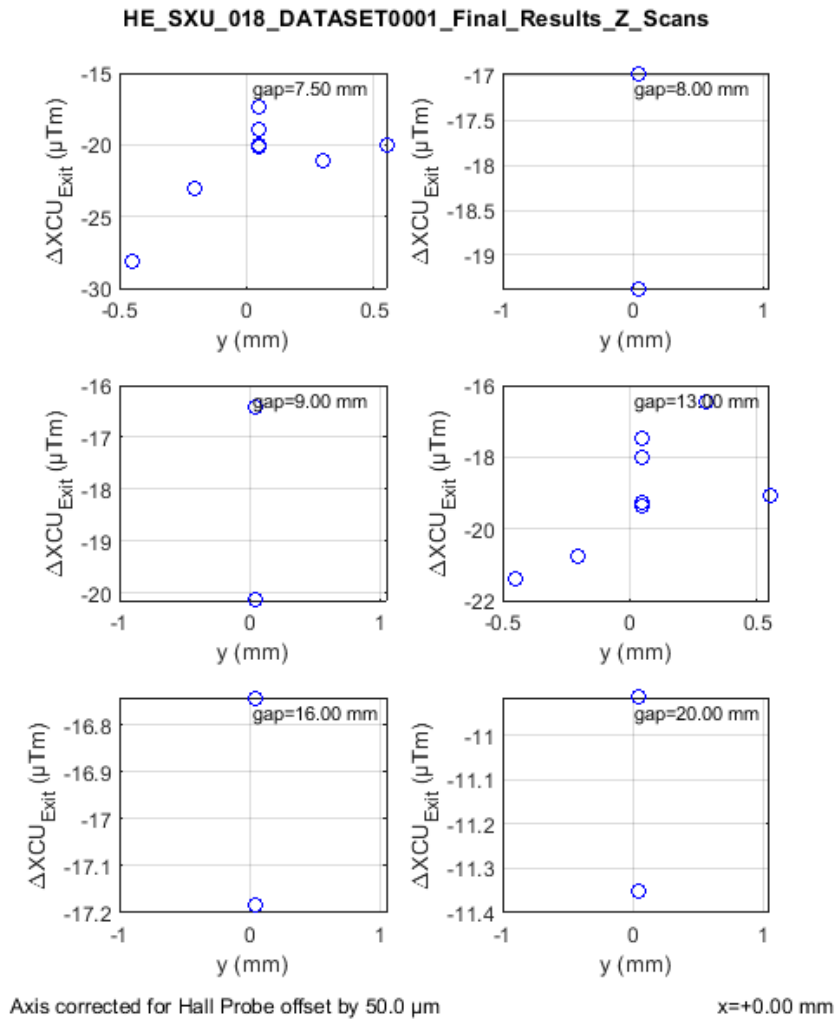 HE_SXU_018_DATASET0001_Final_Results_Z_Scans
gap=7.50 mm
ΔXCU_Exit (μTm)
-15
-20
-25
-30
-0.5 0 0.5
y (mm)
gap=8.00 mm
ΔXCU_Exit (μTm)
-17
-17.5
-18
-18.5
-19
-1 0 1
y (mm)
gap=9.00 mm
ΔXCU_Exit (μTm)
-16
-17
-18
-19
-20
-1 0 1
y (mm)
gap=13.00 mm
ΔXCU_Exit (μTm)
-16
-18
-20
-22
-0.5 0 0.5
y (mm)
gap=16.00 mm
ΔXCU_Exit (μTm)
-16.8
-16.9
-17
-17.1
-17.2
-1 0 1
y (mm)
gap=20.00 mm
ΔXCU_Exit (μTm)
-11
-11.1
-11.2
-11.3
-11.4
-1 0 1
y (mm)
Axis corrected for Hall Probe offset by 50.0 μm
x=+0.00 mm